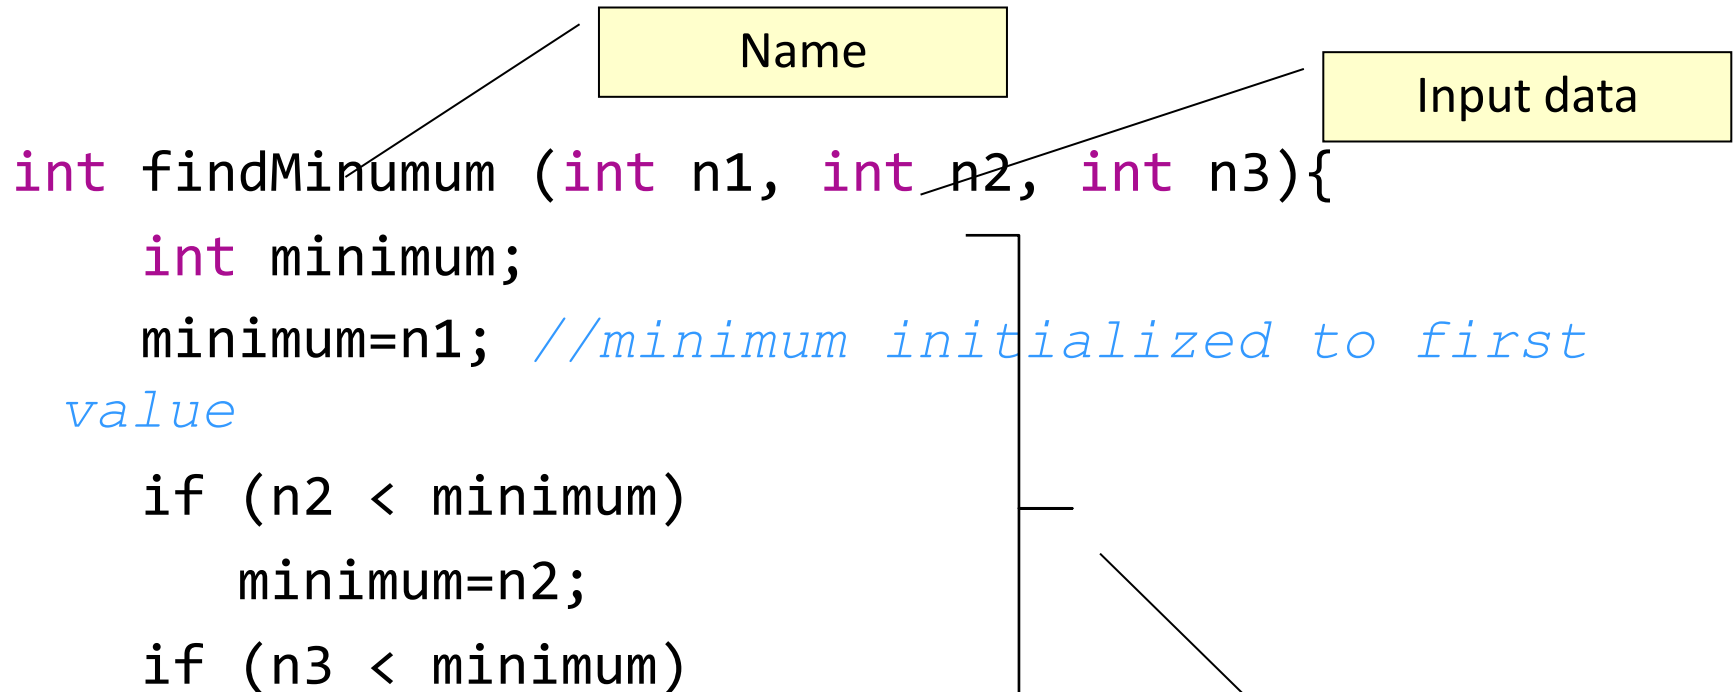 Name
Input data
int findMinumum (int n1, int n2, int n3){
int minimum;
minimum=n1; //minimum initialized to first
value
if (n2 < minimum)
minimum=n2;
if (n3 < minimum)